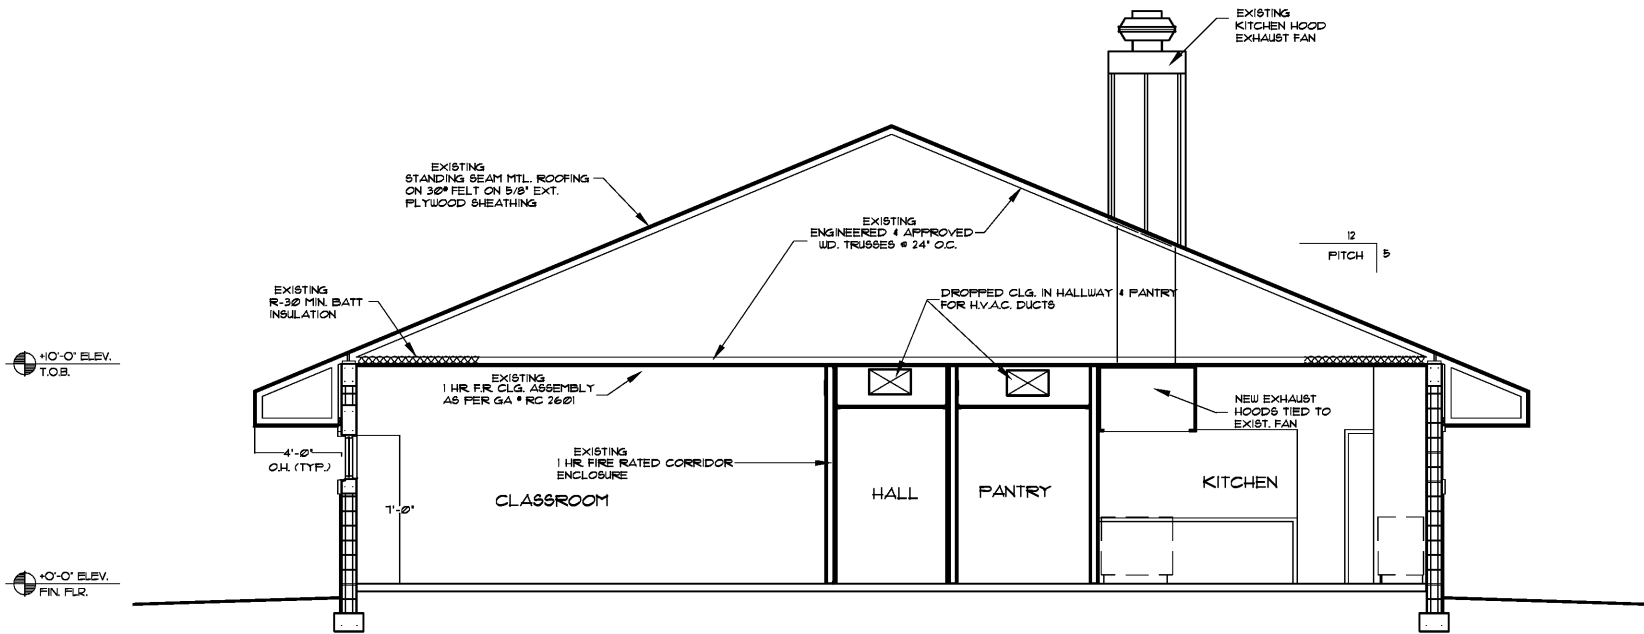 EXISTING
KITCHEN HOOD
EXHAUST FAN
EXISTING
STANDING SEAM MTL. ROOFING
ON 30# FELT ON 5/8" EXT.
PLYWOOD SHEATHING
EXISTING
ENGINEERED & APPROVED
WD. TRUSSES @ 24" O.C.
12
PITCH
5
EXISTING
R-30 MIN. BATT
INSULATION
DROPPED CLG. IN HALLWAY & PANTRY
FOR H.V.A.C. DUCTS
+10'-0" ELEV.
T.O.B.
EXISTING
1 HR F.R. CLG. ASSEMBLY
AS PER GA # RC 2601
NEW EXHAUST
HOODS TIED TO
EXIST. FAN
4'-0"
O.H. (TYP.)
EXISTING
1 HR. FIRE RATED CORRIDOR
ENCLOSURE
CLASSROOM
HALL
PANTRY
KITCHEN
7'-0"
+0'-0" ELEV.
FIN. FLR.